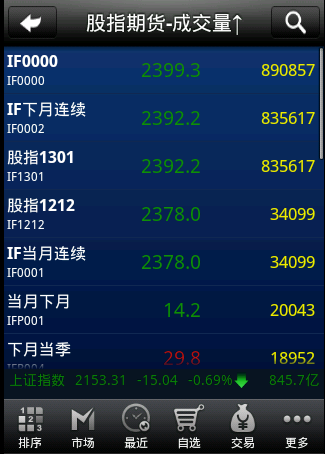 股指期货-成交量↑
IF0000 2399.3 890857
IF0000
IF下月连续 2392.2 835617
IF0002
股指1301 2392.2 835617
IF1301
股指1212 2378.0 34099
IF1212
IF当月连续 2378.0 34099
IF0001
当月下月 14.2 20043
IFP001
下月当季 29.8 18952
IFP004
上证指数 2153.31 -15.04 -0.69% 845.7亿
排序 市场 最近 自选 交易 更多